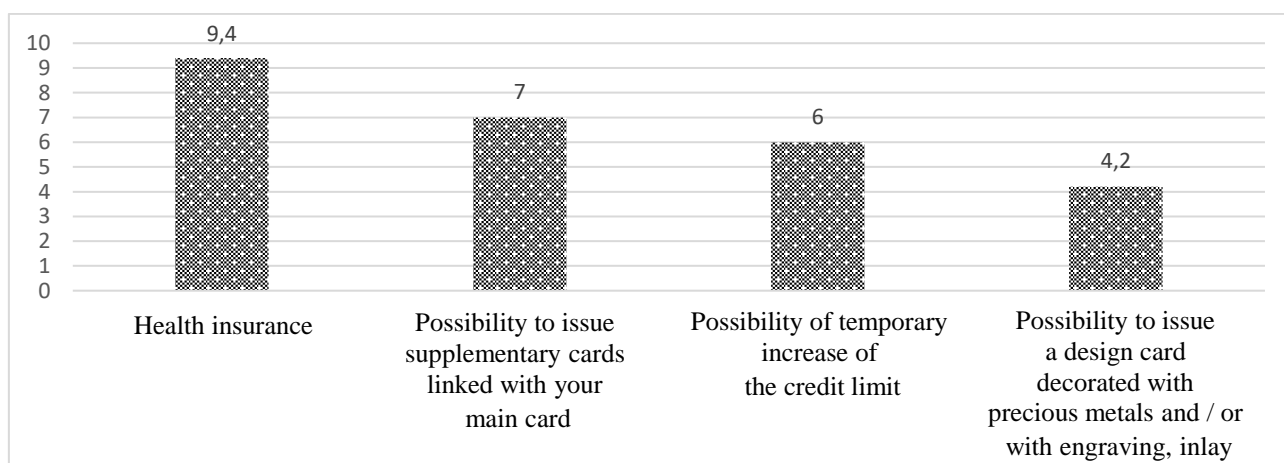 9,4
7
6
4,2
10
9
8
7
6
5
4
3
2
1
0
Health insurance
Possibility to issue
supplementary cards
linked with your
main card
Possibility of temporary
increase of
the credit limit
Possibility to issue
a design card
decorated with
precious metals and / or
with engraving, inlay